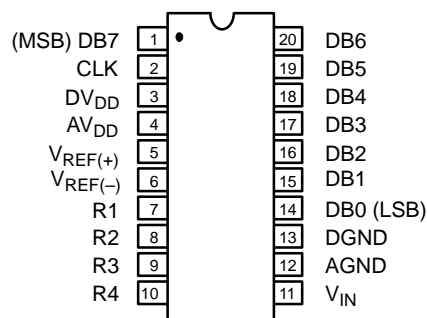 (MSB) DB7 1 20 DB6
CLK 2 19 DB5
DVDD 3 18 DB4
AVDD 4 17 DB3
VREF(+) 5 16 DB2
VREF(–) 6 15 DB1
R1 7 14 DB0 (LSB)
R2 8 13 DGND
R3 9 12 AGND
R4 10 11 VIN